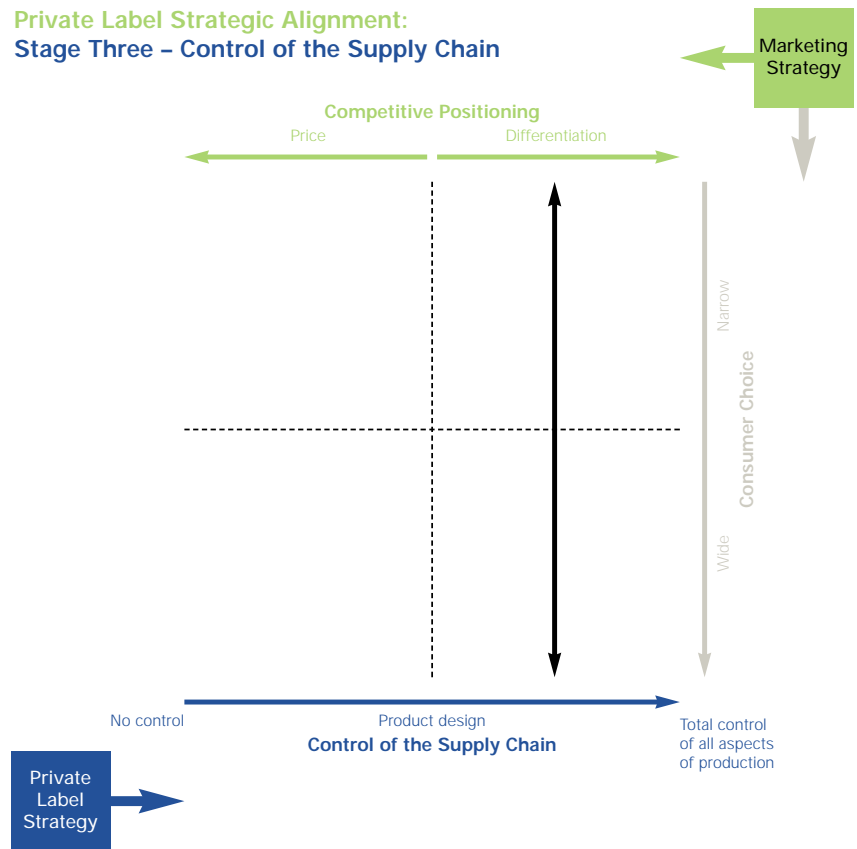 Private Label Strategic Alignment:
Stage Three – Control of the Supply Chain
Marketing
Strategy
Competitive Positioning
Price
Differentiation
Narrow
Consumer Choice
Wide
No control
Product design
Control of the Supply Chain
Total control
of all aspects
of production
Private
Label
Strategy